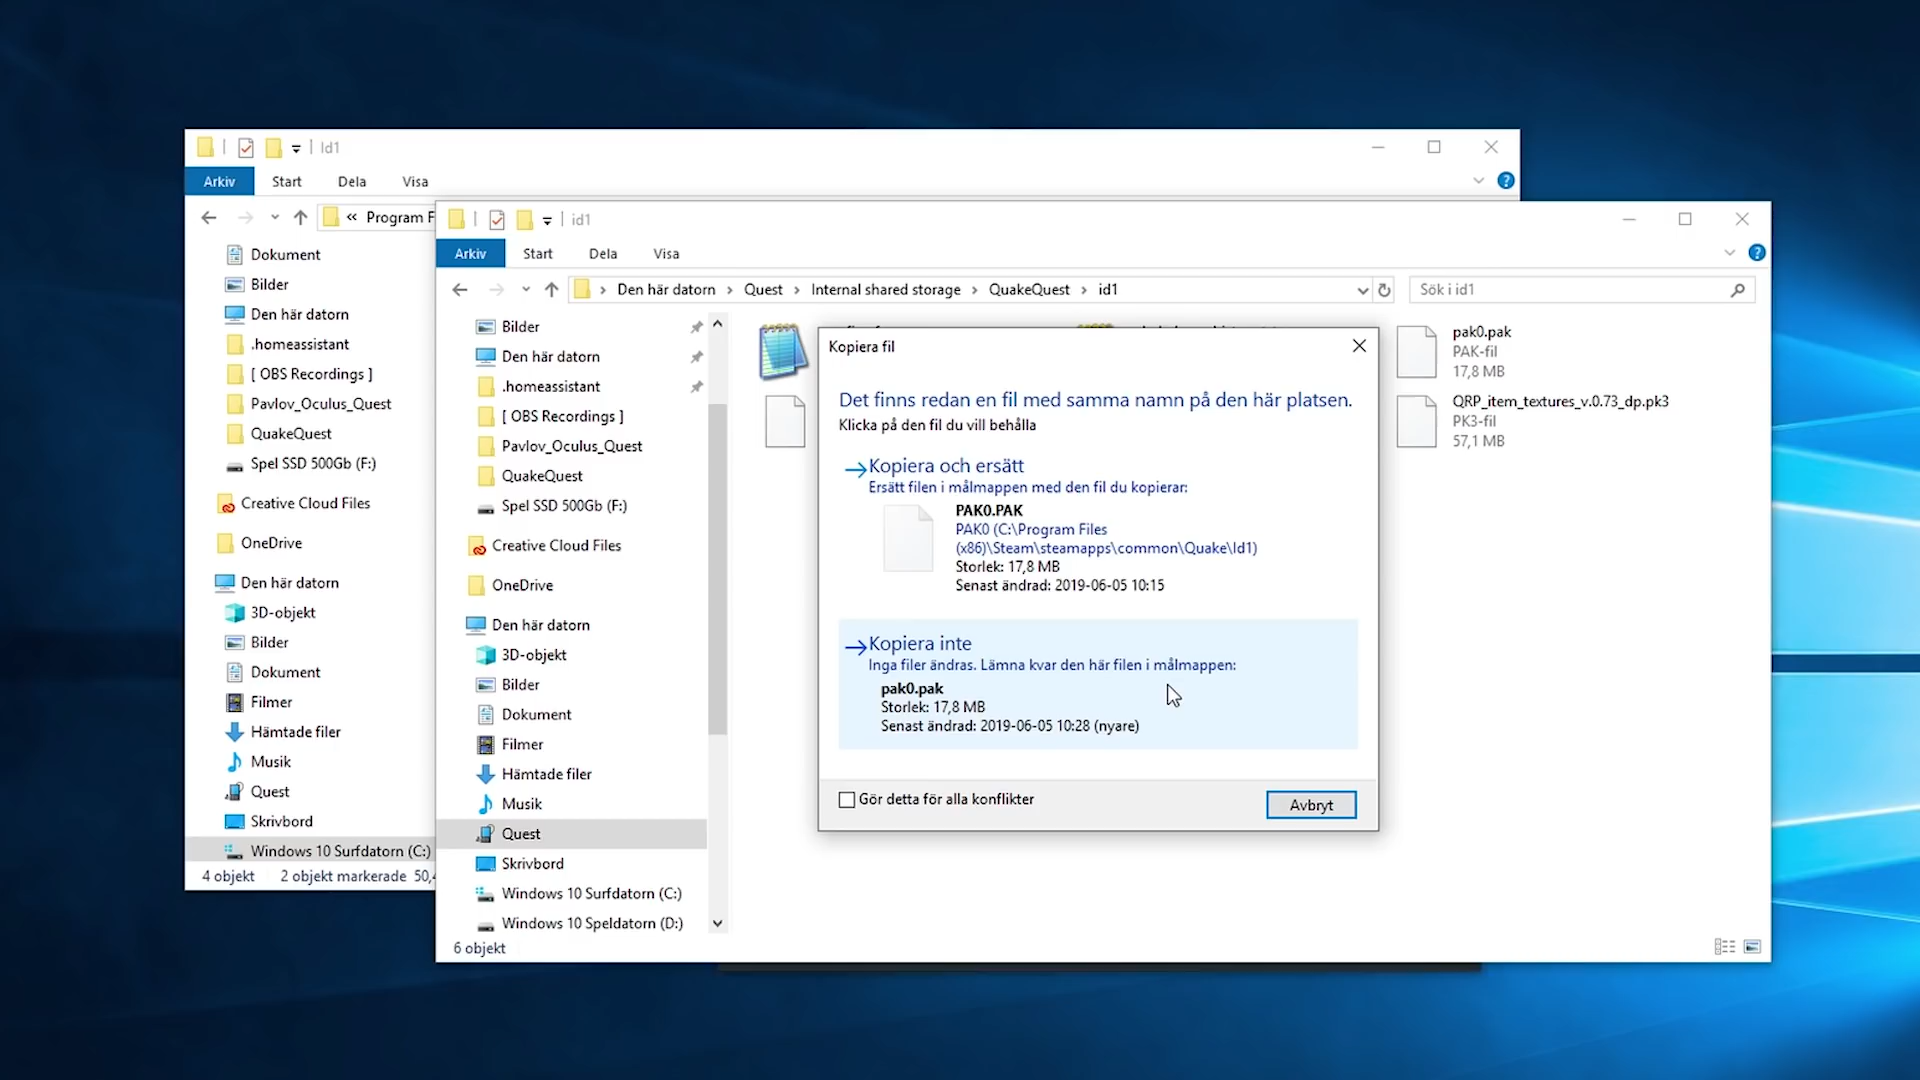 Id1
Arkiv Start Dela Visa
« Program F
Dokument
Bilder
Den här datorn
.homeassistant
[ OBS Recordings ]
Pavlov_Oculus_Quest
QuakeQuest
Spel SSD 500Gb (F:)
Creative Cloud Files
OneDrive
Den här datorn
3D-objekt
Bilder
Dokument
Filmer
Hämtade filer
Musik
Quest
Skrivbord
Windows 10 Surfdatorn (C:)
4 objekt 2 objekt markerade 50,4
id1
Arkiv Start Dela Visa
Den här datorn › Quest › Internal shared storage › QuakeQuest › id1
Sök i id1
Bilder
Den här datorn
.homeassistant
[ OBS Recordings ]
Pavlov_Oculus_Quest
QuakeQuest
Spel SSD 500Gb (F:)
Creative Cloud Files
OneDrive
Den här datorn
3D-objekt
Bilder
Dokument
Filmer
Hämtade filer
Musik
Quest
Skrivbord
Windows 10 Surfdatorn (C:)
Windows 10 Speldatorn (D:)
6 objekt
pak0.pak
PAK-fil
17,8 MB
QRP_item_textures_v.0.73_dp.pk3
PK3-fil
57,1 MB
Kopiera fil
Det finns redan en fil med samma namn på den här platsen.
Klicka på den fil du vill behålla
Kopiera och ersätt
Ersätt filen i målmappen med den fil du kopierar:
PAK0.PAK
PAK0 (C:\Program Files
(x86)\Steam\steamapps\common\Quake\Id1)
Storlek: 17,8 MB
Senast ändrad: 2019-06-05 10:15
Kopiera inte
Inga filer ändras. Lämna kvar den här filen i målmappen:
pak0.pak
Storlek: 17,8 MB
Senast ändrad: 2019-06-05 10:28 (nyare)
Gör detta för alla konflikter
Avbryt